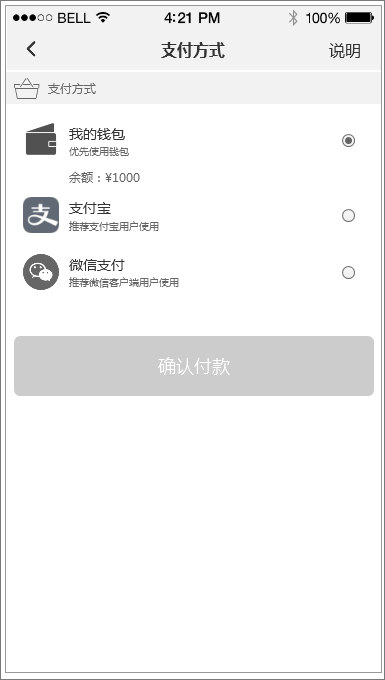 BELL 4:21 PM 100%
支付方式 说明
支付方式
我的钱包
优先使用钱包
余额：¥1000
支
支付宝
推荐支付宝用户使用
微信支付
推荐微信客户端用户使用
确认付款